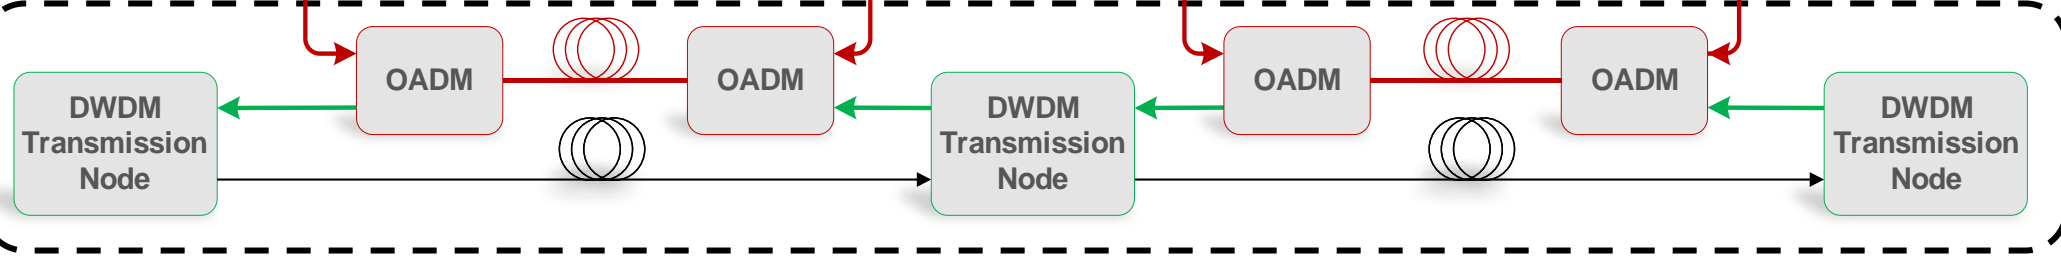 OADM
OADM
OADM
OADM
DWDM
Transmission
Node
DWDM
Transmission
Node
DWDM
Transmission
Node